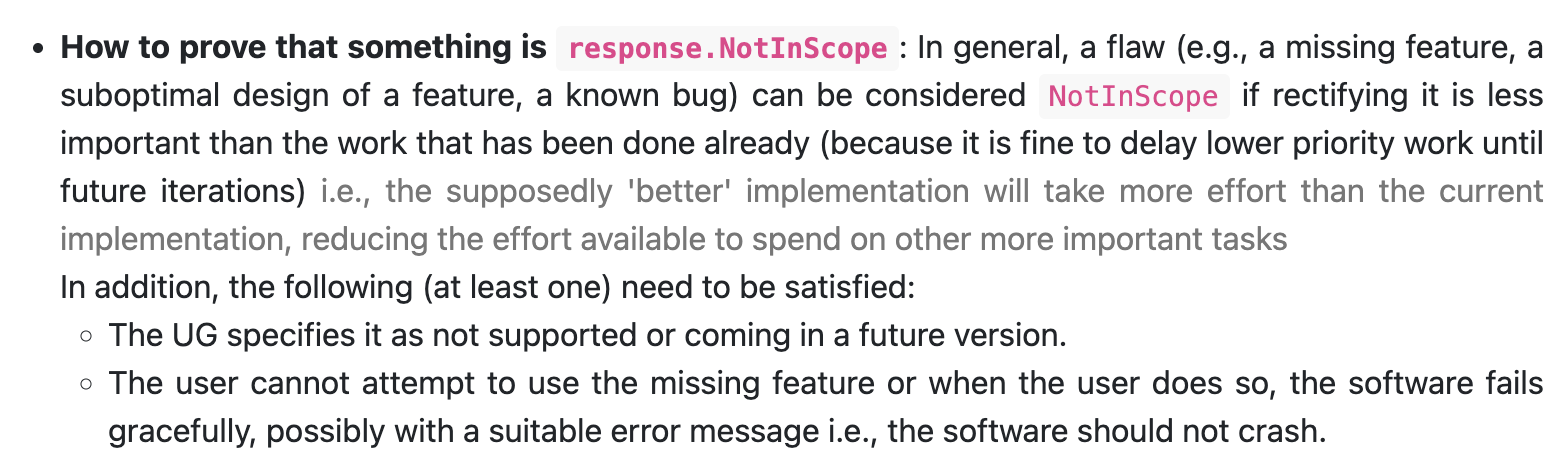 • How to prove that something is response.NotInScope: In general, a flaw (e.g., a missing feature, a
suboptimal design of a feature, a known bug) can be considered NotInScope if rectifying it is less
important than the work that has been done already (because it is fine to delay lower priority work until
future iterations) i.e., the supposedly 'better' implementation will take more effort than the current
implementation, reducing the effort available to spend on other more important tasks
In addition, the following (at least one) need to be satisfied:
◦ The UG specifies it as not supported or coming in a future version.
◦ The user cannot attempt to use the missing feature or when the user does so, the software fails
gracefully, possibly with a suitable error message i.e., the software should not crash.